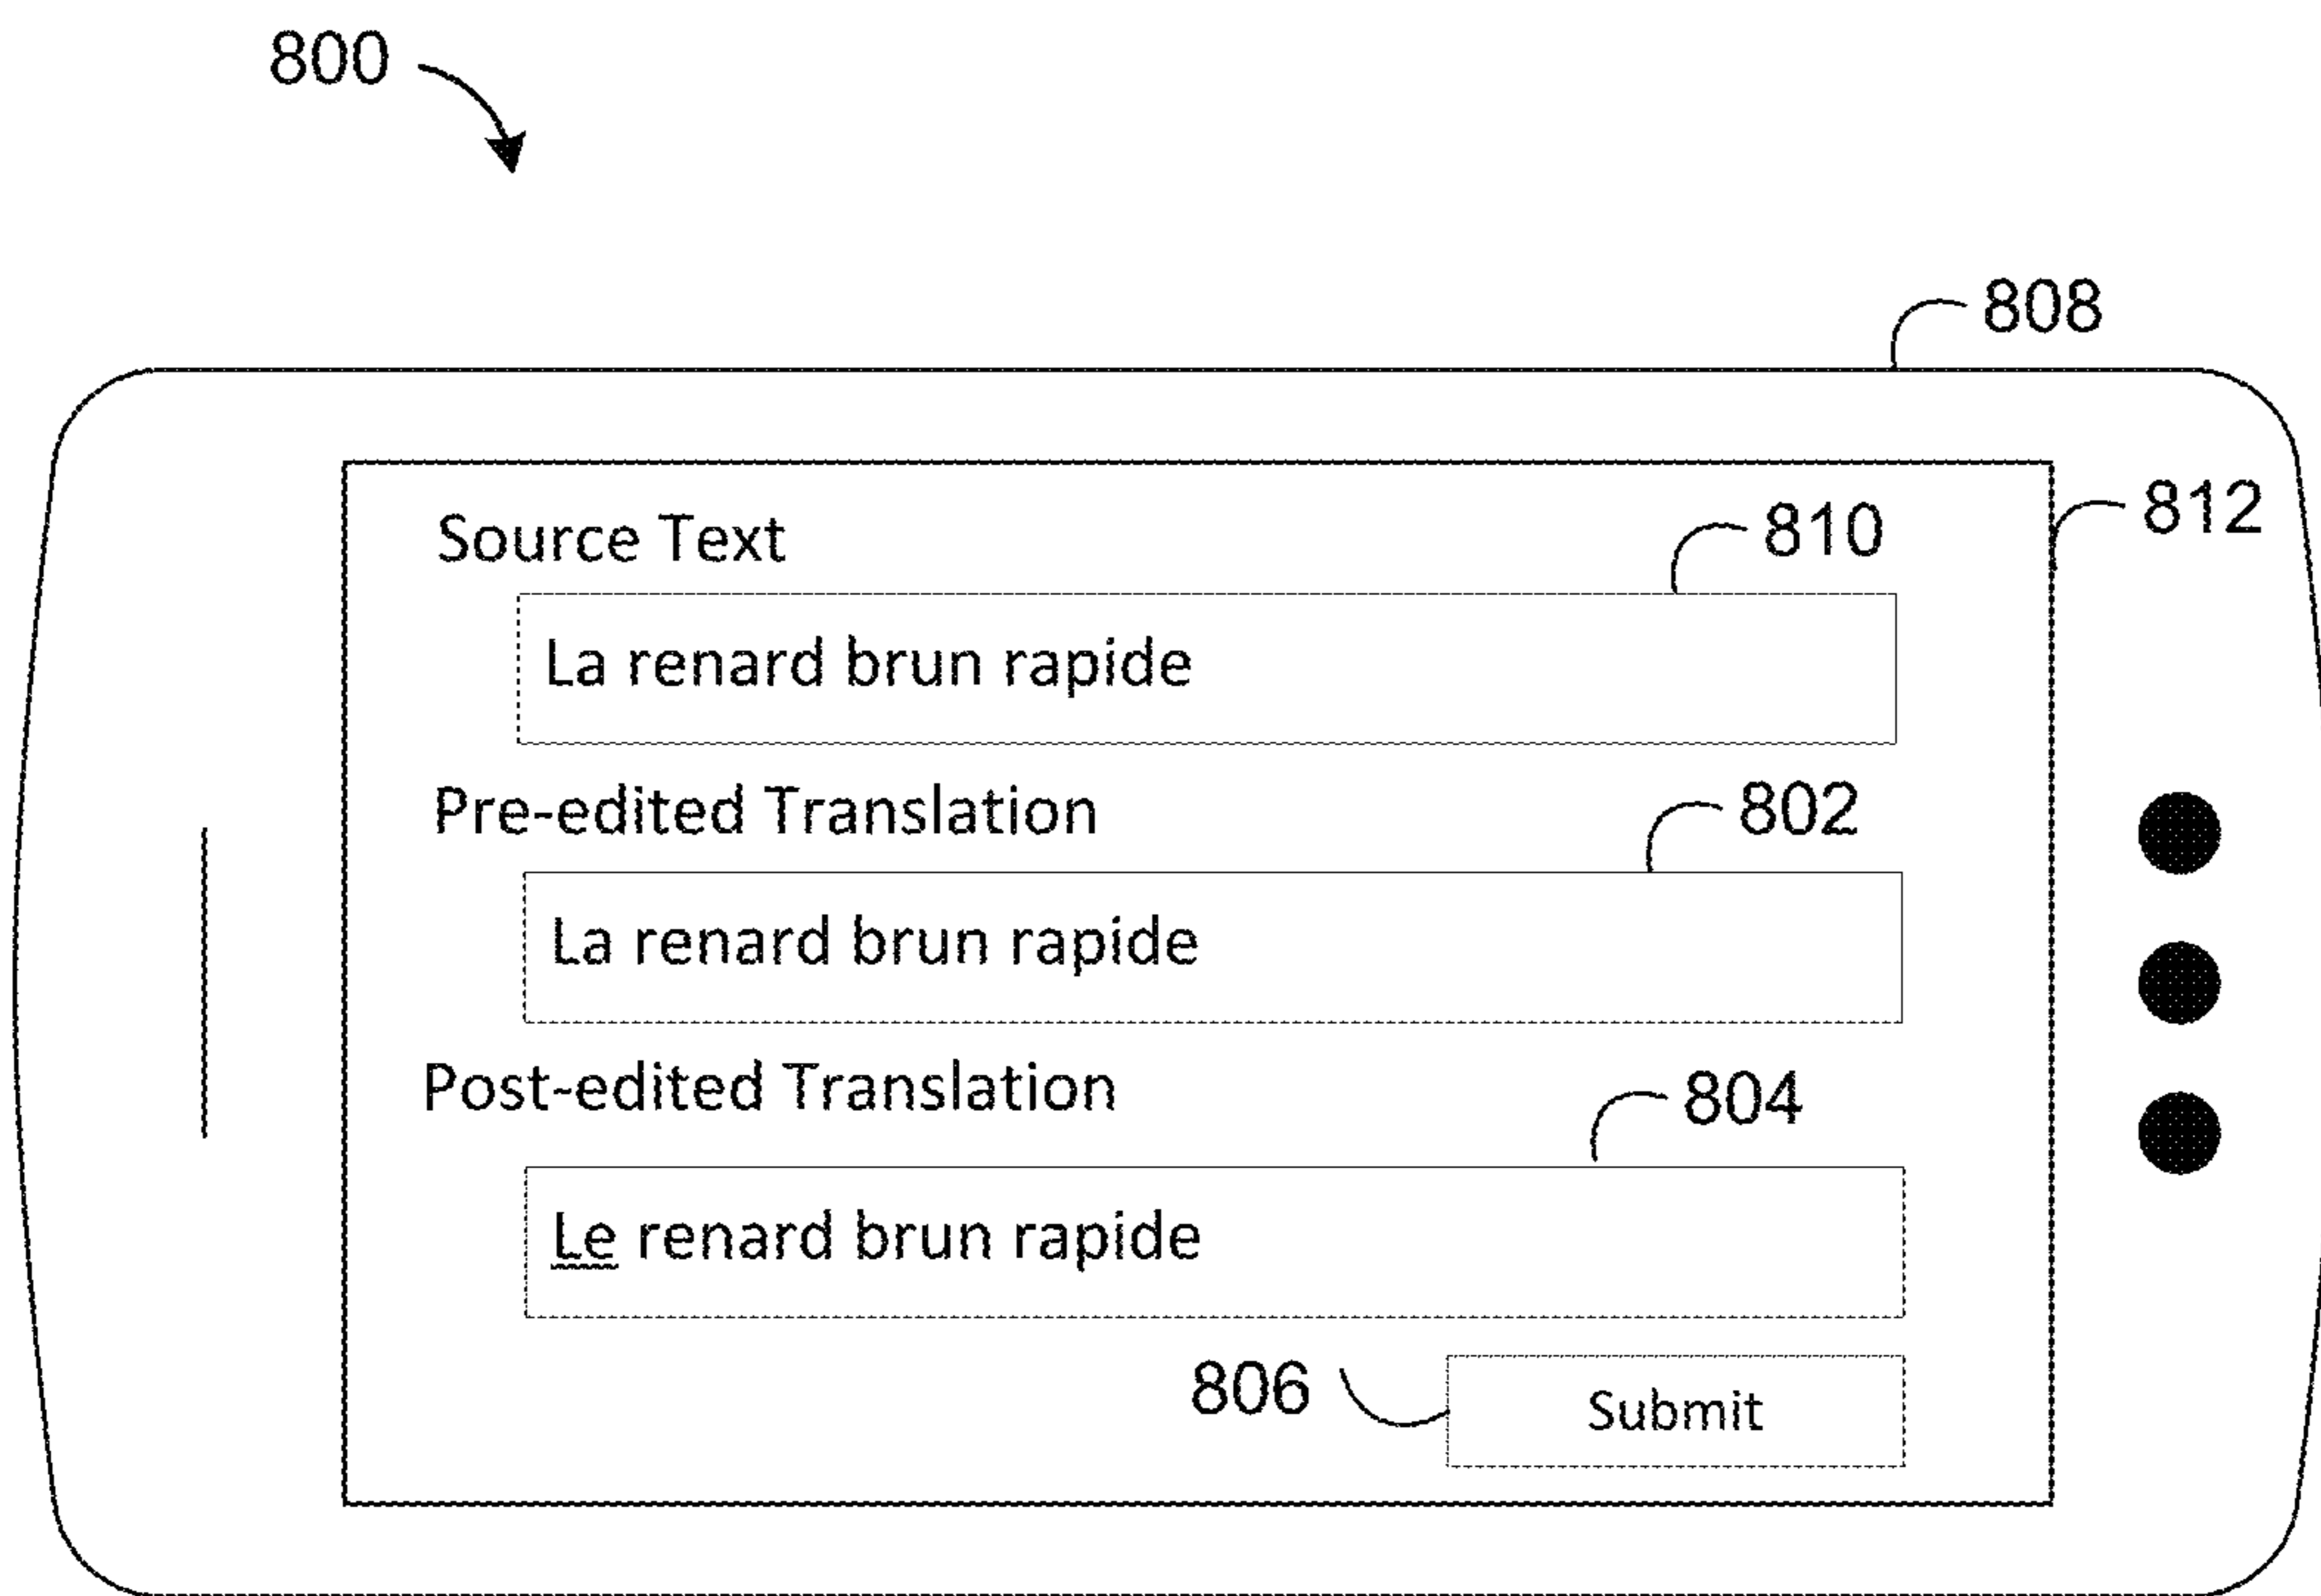 800
808
812
Source Text
810
La renard brun rapide
Pre-edited Translation
802
La renard brun rapide
Post-edited Translation
804
Le renard brun rapide
806
Submit